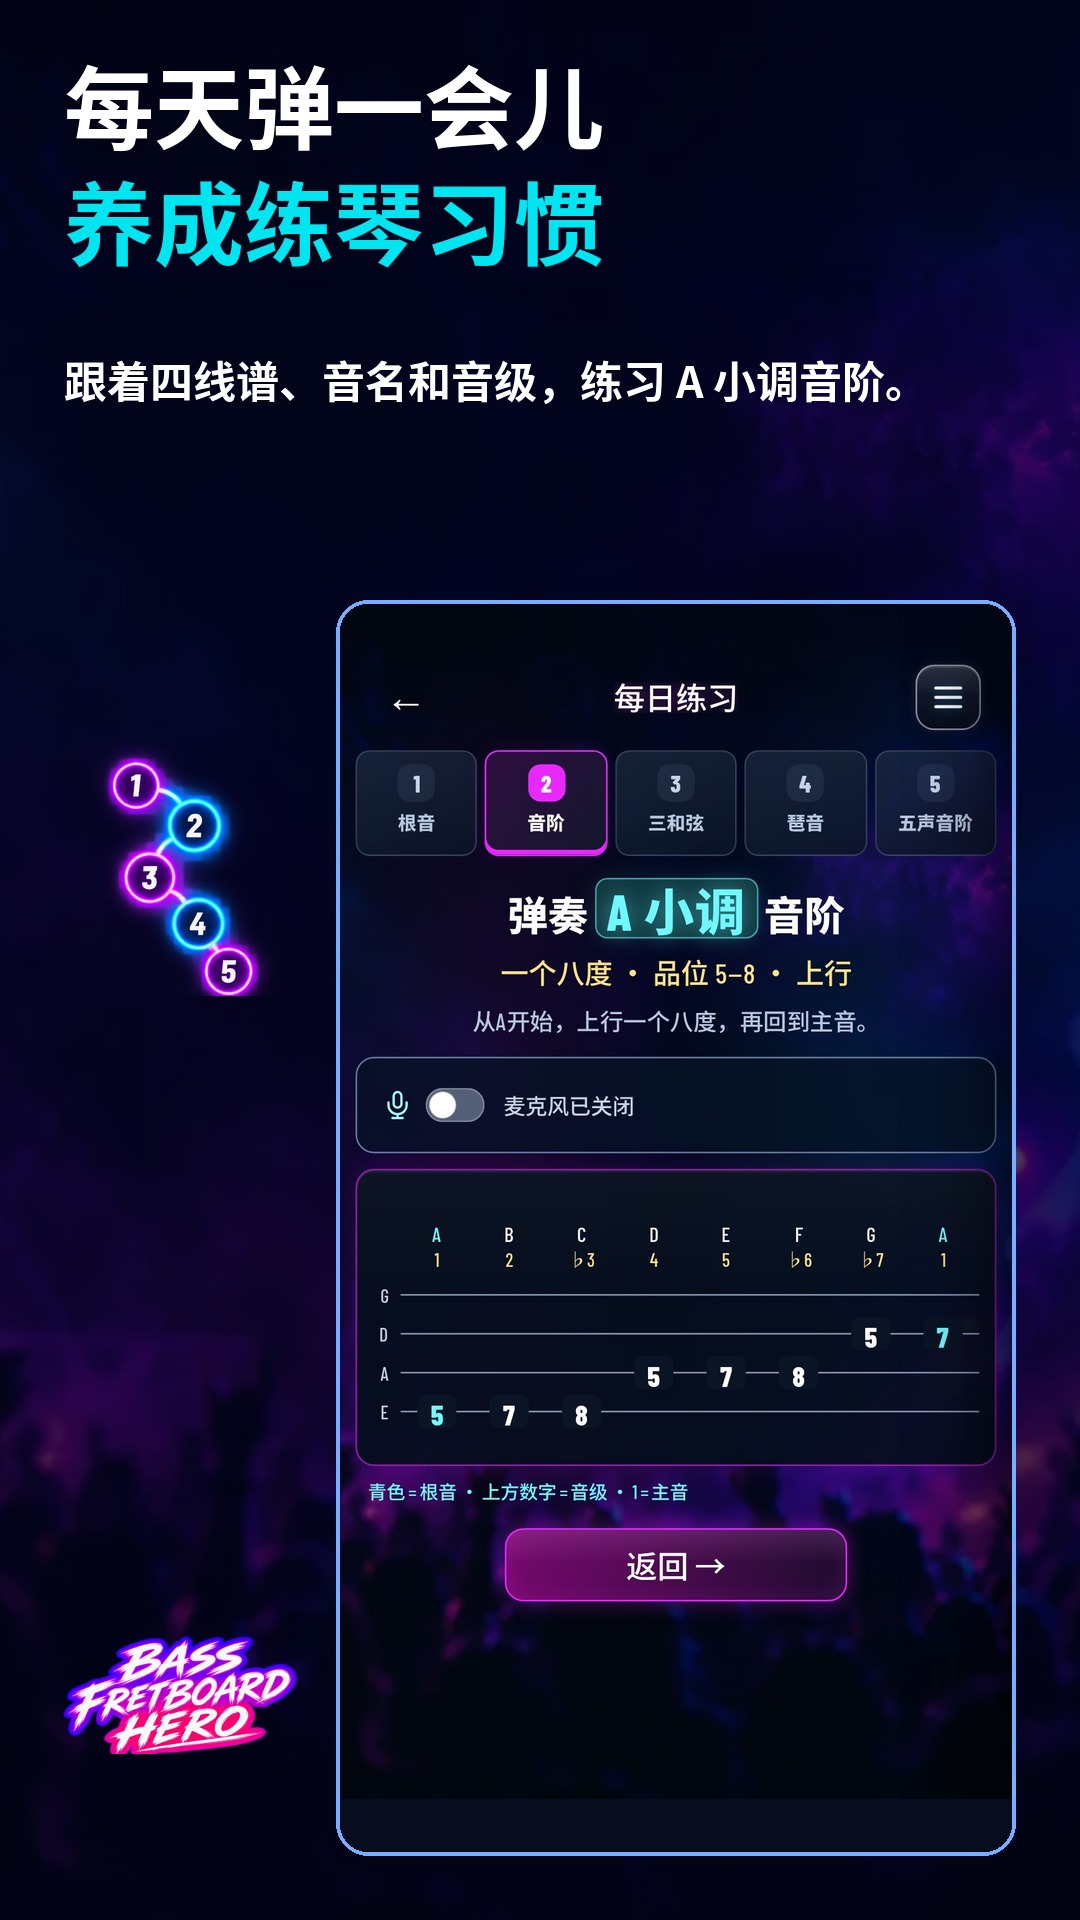 每天弹一会儿
养成练琴习惯
跟着四线谱、音名和音级，练习 A 小调音阶。
← 每日练习
1 2 3 4 5
根音 音阶 三和弦 琶音 五声音阶
弹奏 A 小调 音阶
一个八度 • 品位 5–8 • 上行
从A开始，上行一个八度，再回到主音。
麦克风已关闭
A B C D E F G A
1 2 ♭3 4 5 ♭6 ♭7 1
G
D 5 7
A 5 7 8
E 5 7 8
青色=根音 • 上方数字=音级 • 1=主音
返回 →
1
2
3
4
5
BASS
FRETBOARD
HERO